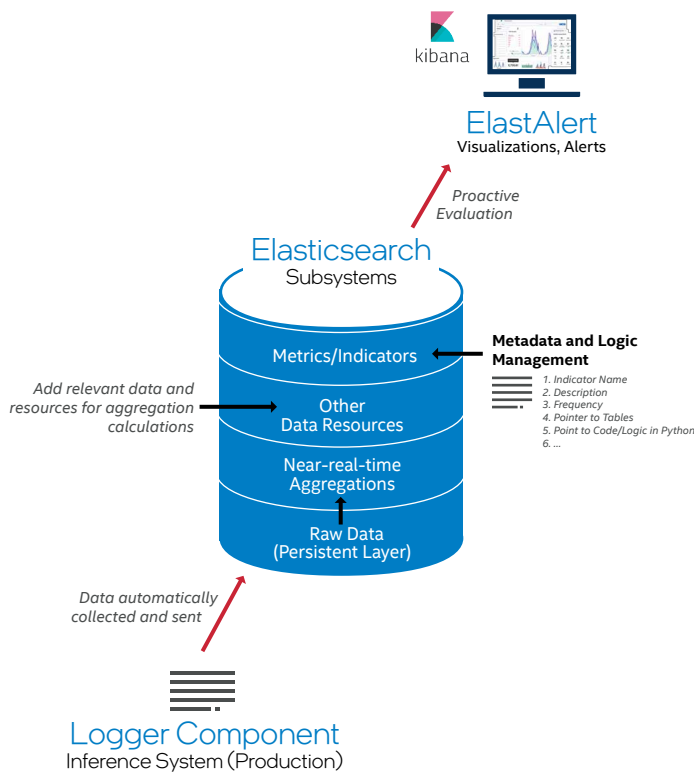 kibana
ElastAlert
Visualizations, Alerts
Proactive
Evaluation
Elasticsearch
Subsystems
Metrics/Indicators
Metadata and Logic
Management
1. Indicator Name
2. Description
3. Frequency
4. Pointer to Tables
5. Point to Code/Logic in Python
6. ...
Add relevant data and
resources for aggregation
calculations
Other
Data Resources
Near-real-time
Aggregations
Raw Data
(Persistent Layer)
Data automatically
collected and sent
Logger Component
Inference System (Production)